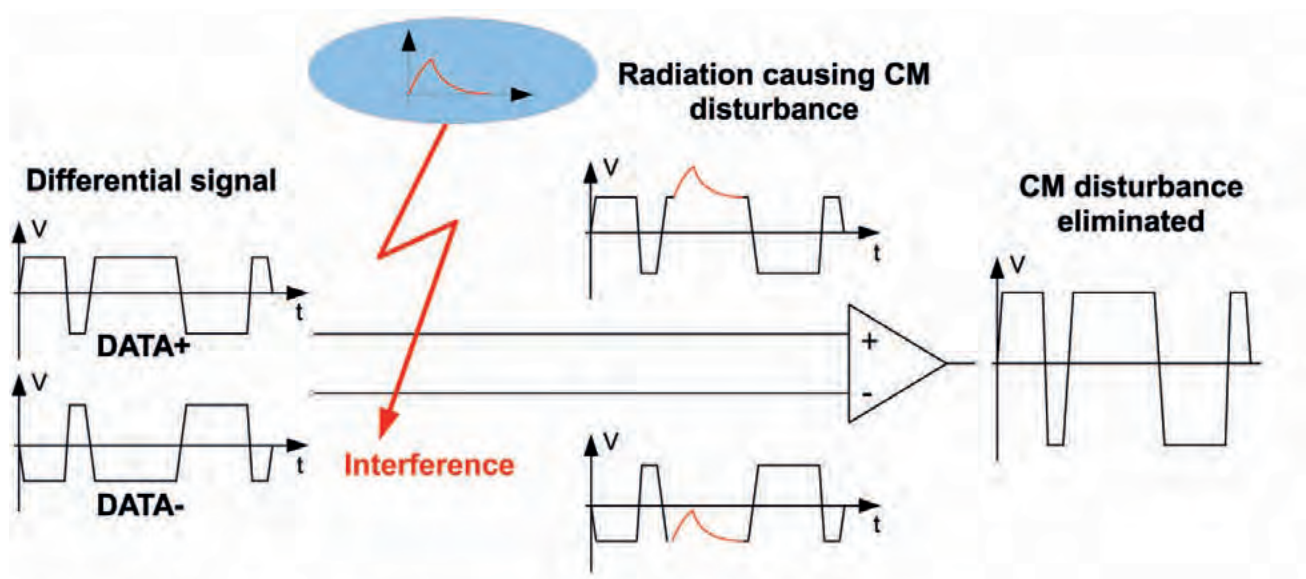 Radiation causing CM
disturbance
Differential signal
CM disturbance
eliminated
V
t
DATA+
V
t
DATA-
Interference
V
t
+
-
V
t
V